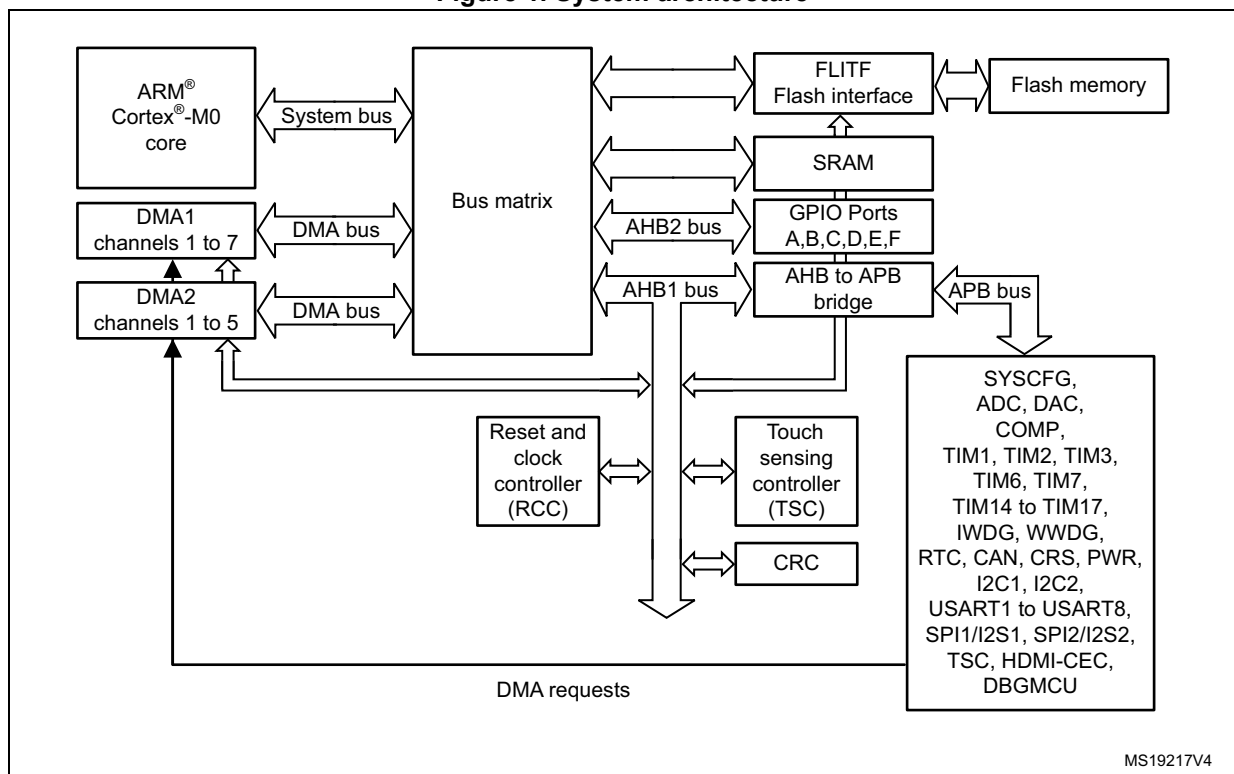 ARM®
Cortex®-M0
core
System bus
Bus matrix
FLITF
Flash interface
Flash memory
SRAM
DMA1
channels 1 to 7
DMA bus
AHB2 bus
GPIO Ports
A,B,C,D,E,F
DMA2
channels 1 to 5
DMA bus
AHB1 bus
AHB to APB
bridge
APB bus
Reset and
clock
controller
(RCC)
Touch
sensing
controller
(TSC)
CRC
SYSCFG,
ADC, DAC,
COMP,
TIM1, TIM2, TIM3,
TIM6, TIM7,
TIM14 to TIM17,
IWDG, WWDG,
RTC, CAN, CRS, PWR,
I2C1, I2C2,
USART1 to USART8,
SPI1/I2S1, SPI2/I2S2,
TSC, HDMI-CEC,
DBGMCU
DMA requests
MS19217V4